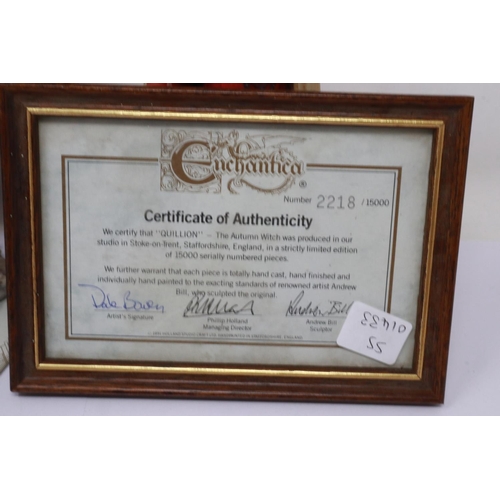 Enchantica ®
Number 2218 / 15000
Certificate of Authenticity
We certify that "QUILLION" – The Autumn Witch was produced in our
studio in Stoke-on-Trent, Staffordshire, England, in a strictly limited edition
of 15000 serially numbered pieces.
We further warrant that each piece is totally hand cast, hand finished and
individually hand painted to the exacting standards of renowned artist Andrew
Bill, who sculpted the original.
Artist's Signature
Phillip Holland
Managing Director
Andrew Bill
Sculptor
01433
55